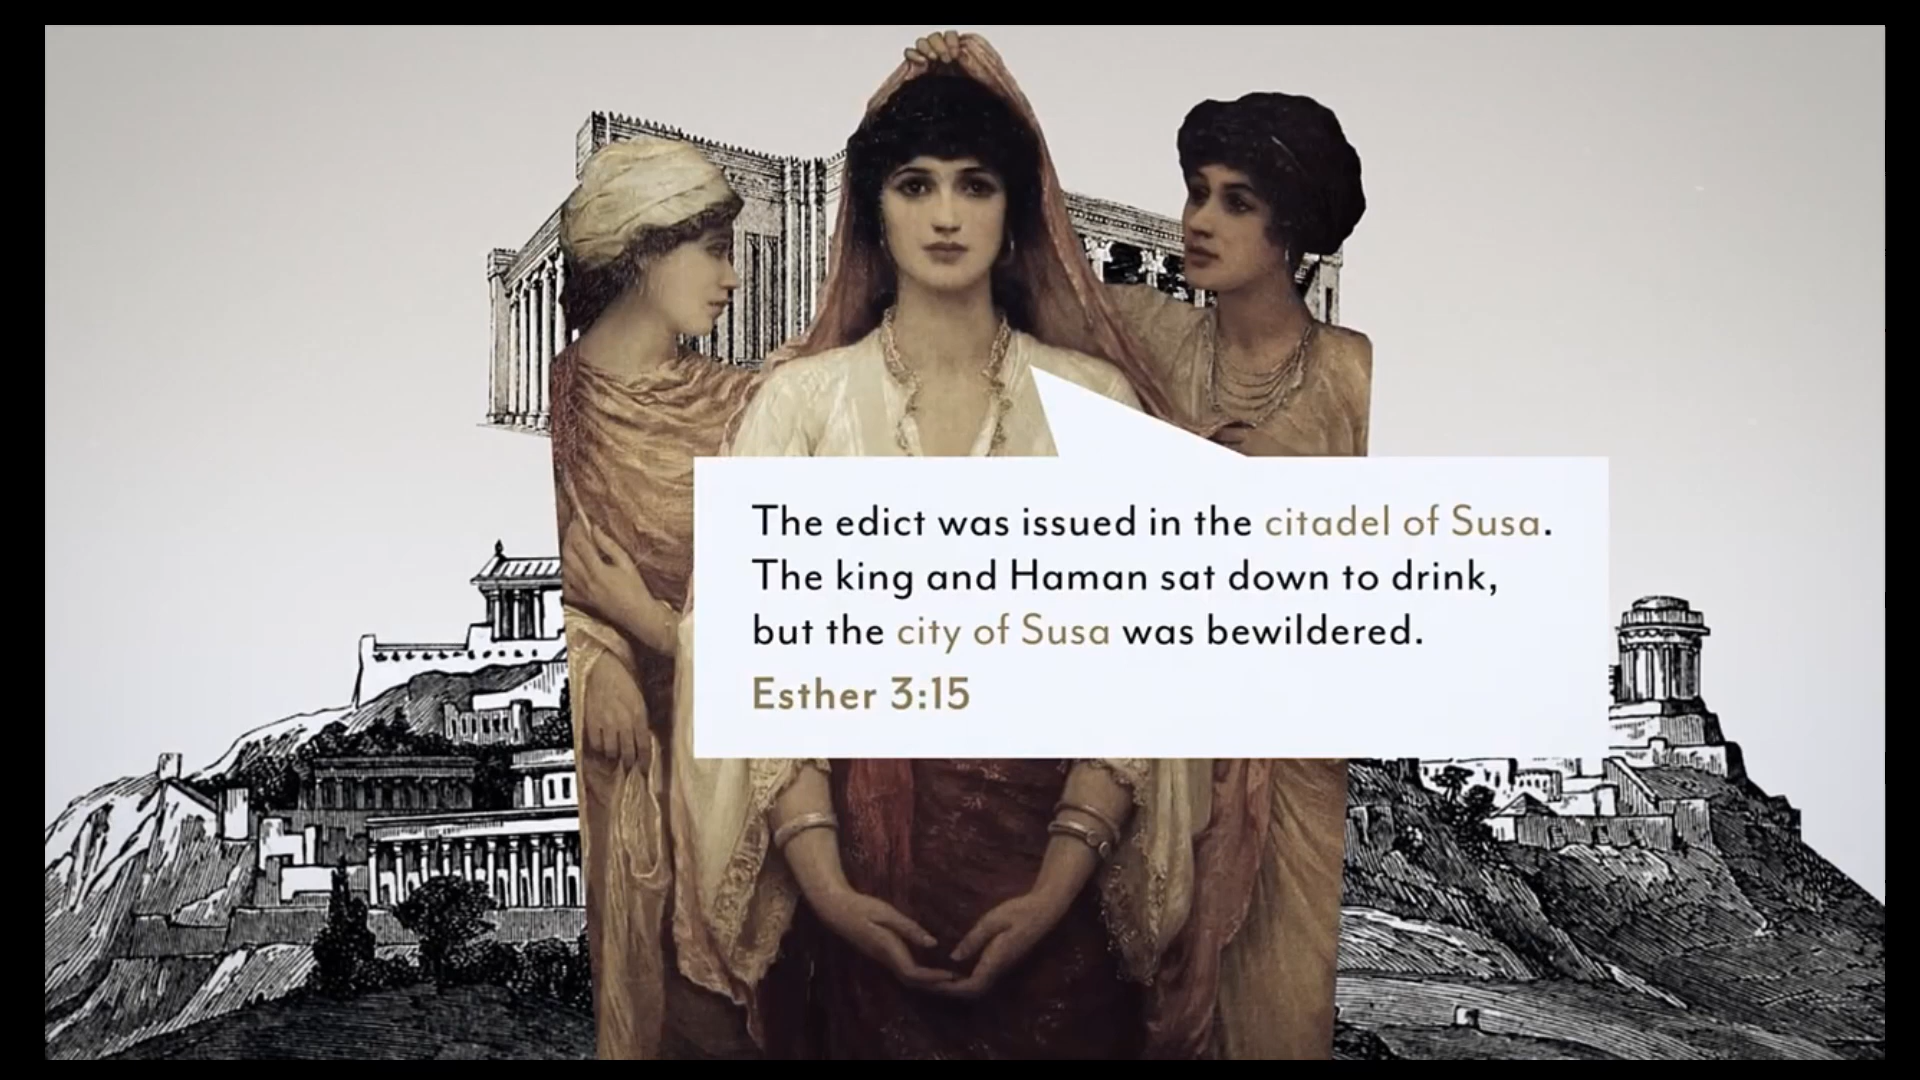 The edict was issued in the citadel of Susa.
The king and Haman sat down to drink,
but the city of Susa was bewildered.
Esther 3:15